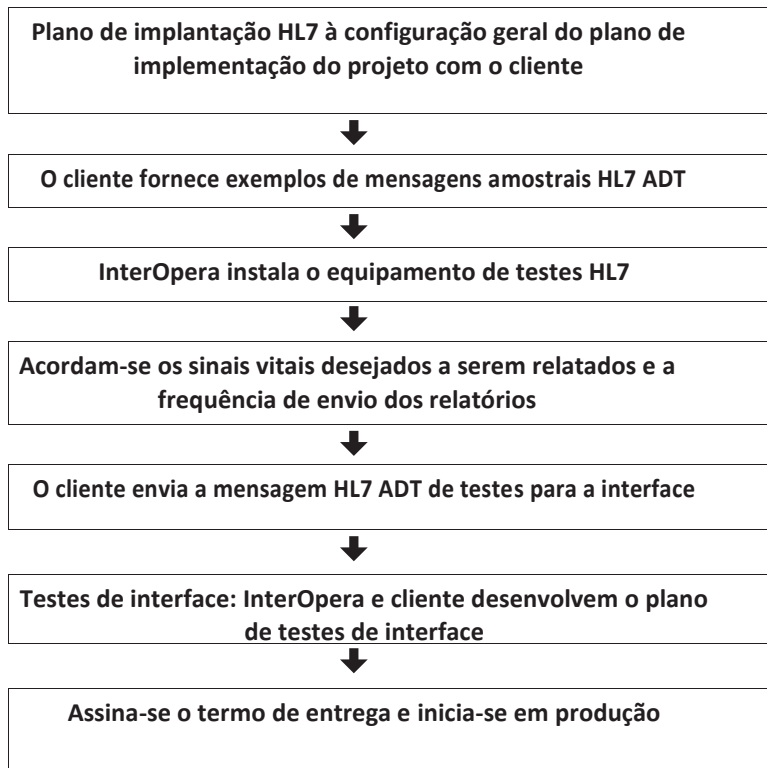 Plano de implantação HL7 à configuração geral do plano de
implementação do projeto com o cliente
O cliente fornece exemplos de mensagens amostrais HL7 ADT
InterOpera instala o equipamento de testes HL7
Acordam-se os sinais vitais desejados a serem relatados e a
frequência de envio dos relatórios
O cliente envia a mensagem HL7 ADT de testes para a interface
Testes de interface: InterOpera e cliente desenvolvem o plano
de testes de interface
Assina-se o termo de entrega e inicia-se em produção